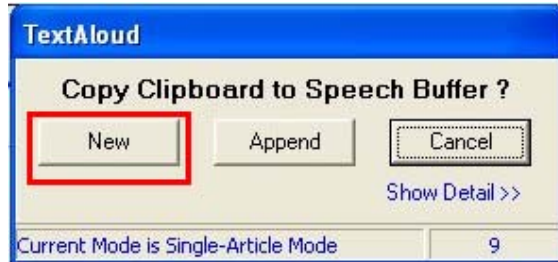 TextAloud
Copy Clipboard to Speech Buffer ?
New Append Cancel
Show Detail >>
Current Mode is Single-Article Mode 9